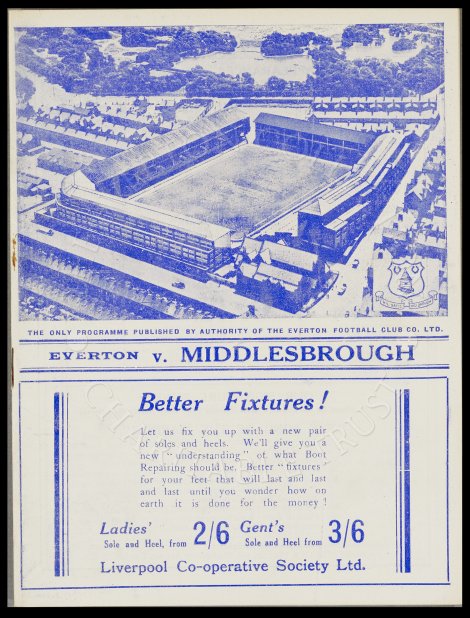 THE ONLY PROGRAMME PUBLISHED BY AUTHORITY OF THE EVERTON FOOTBALL CLUB CO. LTD.
EVERTON v. MIDDLESBROUGH
Better Fixtures!
Let us fix you up with a new pair
of soles and heels. We'll give you a
new "understanding" of what Boot
Repairing should be. Better "fixtures"
for your feet that will last and last
and last until you wonder how on
earth it is done for the money!
Ladies' 2/6 Gent's 3/6
Sole and Heel, from Sole and Heel from
Liverpool Co-operative Society Ltd.